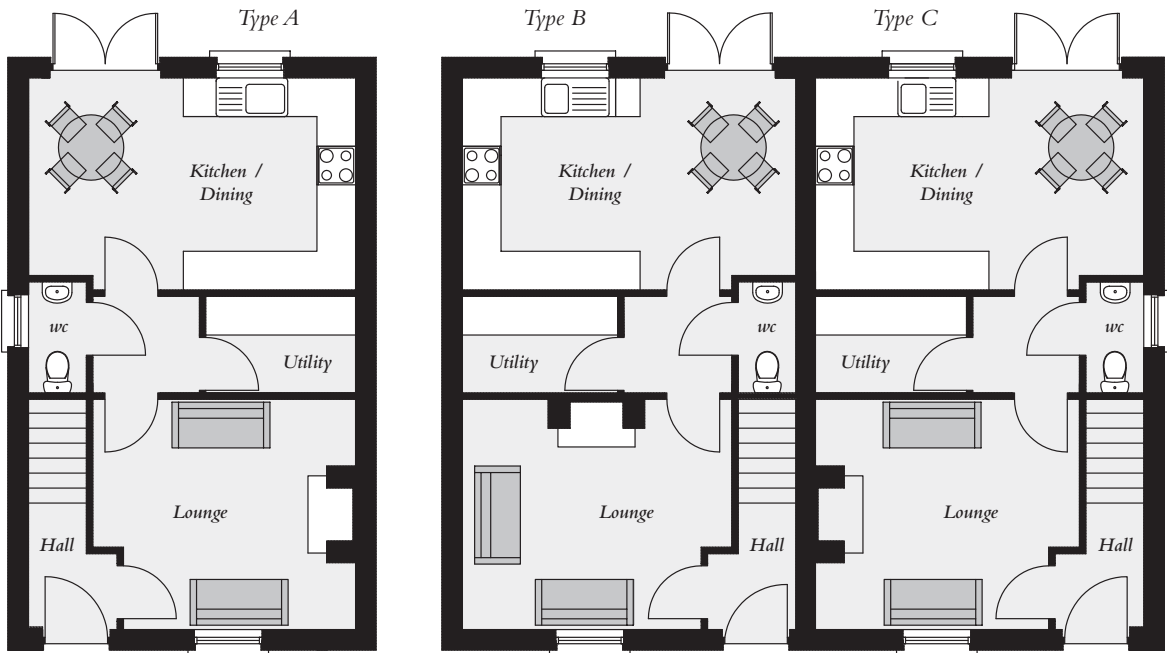 Type A
Type B
Type C
Kitchen /
Dining
Kitchen /
Dining
Kitchen /
Dining
wc
Utility
Utility
wc
Utility
wc
Lounge
Lounge
Lounge
Hall
Hall
Hall